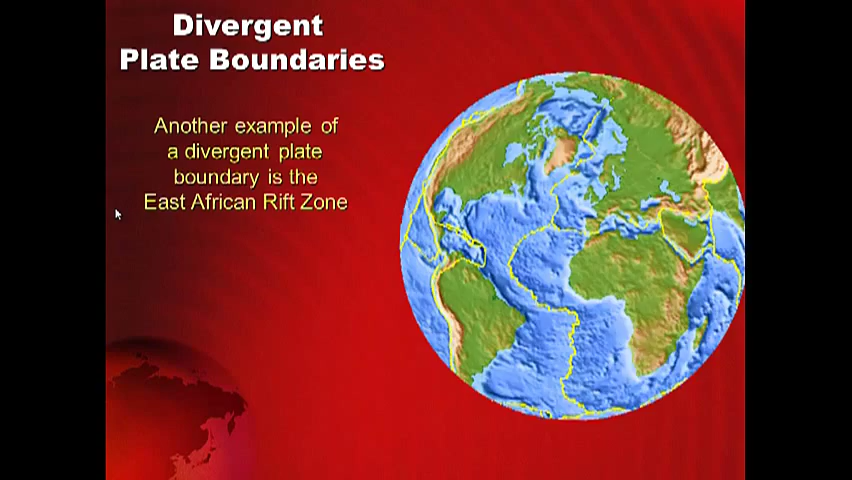 Divergent
Plate Boundaries
Another example of
a divergent plate
boundary is the
East African Rift Zone